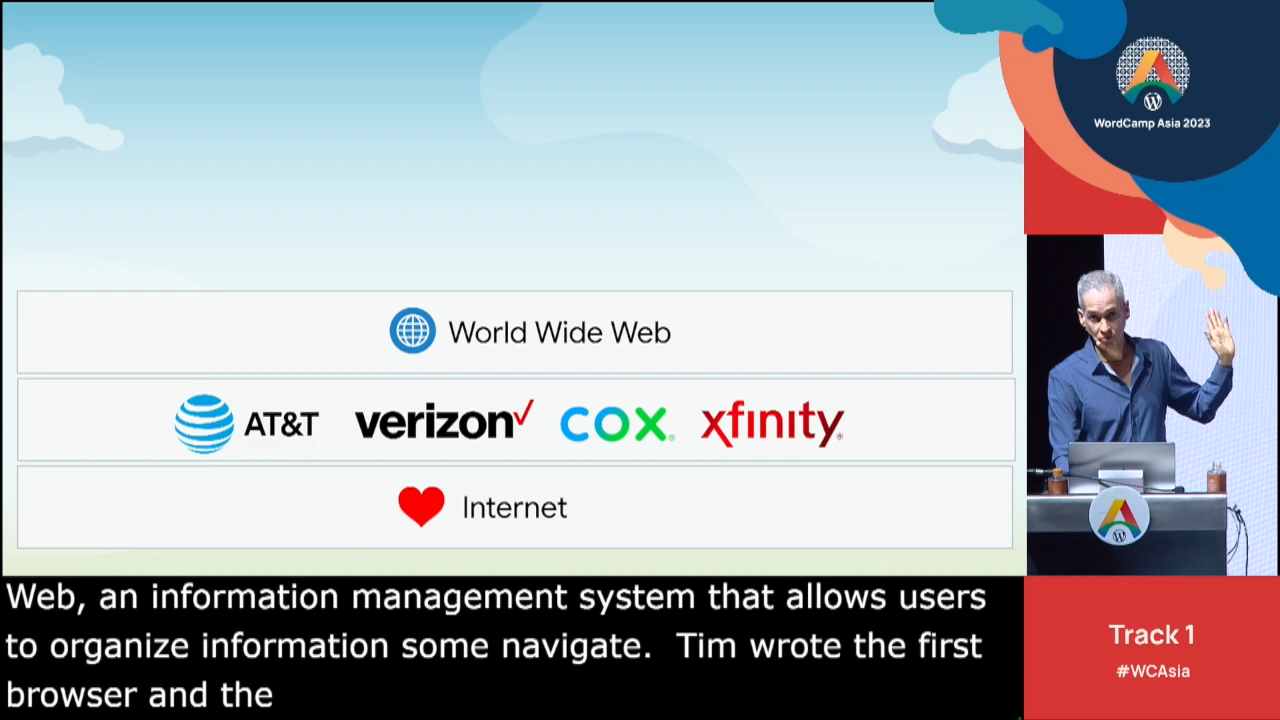 WordCamp Asia 2023
World Wide Web
AT&T verizon COX xfinity
Internet
Web, an information management system that allows users
to organize information some navigate.  Tim wrote the first
browser and the
Track 1
#WCAsia